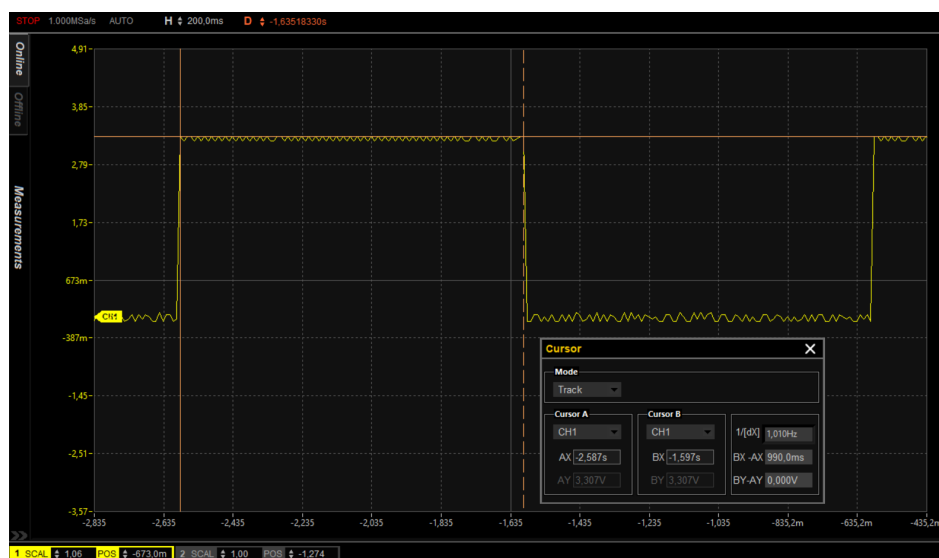 STOP 1.000MSa/s AUTO H 200,0ms D -1,63518330s
Online
Offline
Measurements
4,91
3,85
2,79
1,73
673m
CH1
-387m
-1,45
-2,51
-3,57
-2,835 -2,635 -2,435 -2,235 -2,035 -1,835 -1,635 -1,435 -1,235 -1,035 -835,2m -635,2m -435,2m
Cursor X
Mode
Track
Cursor A Cursor B
CH1 CH1 1/[dX] 1,010Hz
AX -2,587s BX -1,597s BX -AX 990,0ms
AY 3,307V BY 3,307V BY-AY 0,000V
>>
1 SCAL 1,06 POS -673,0m 2 SCAL 1,00 POS -1,274